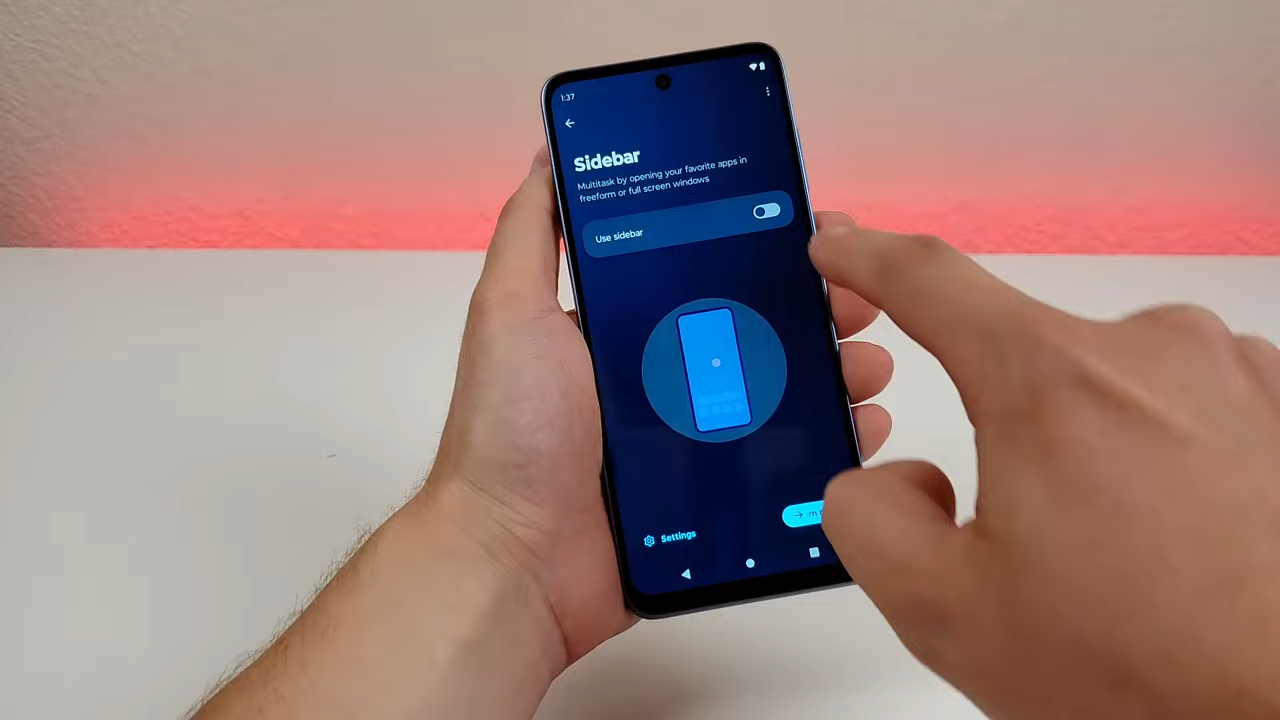 1:37
Sidebar
Multitask by opening your favorite apps in
freeform or full screen windows
Use sidebar
Settings